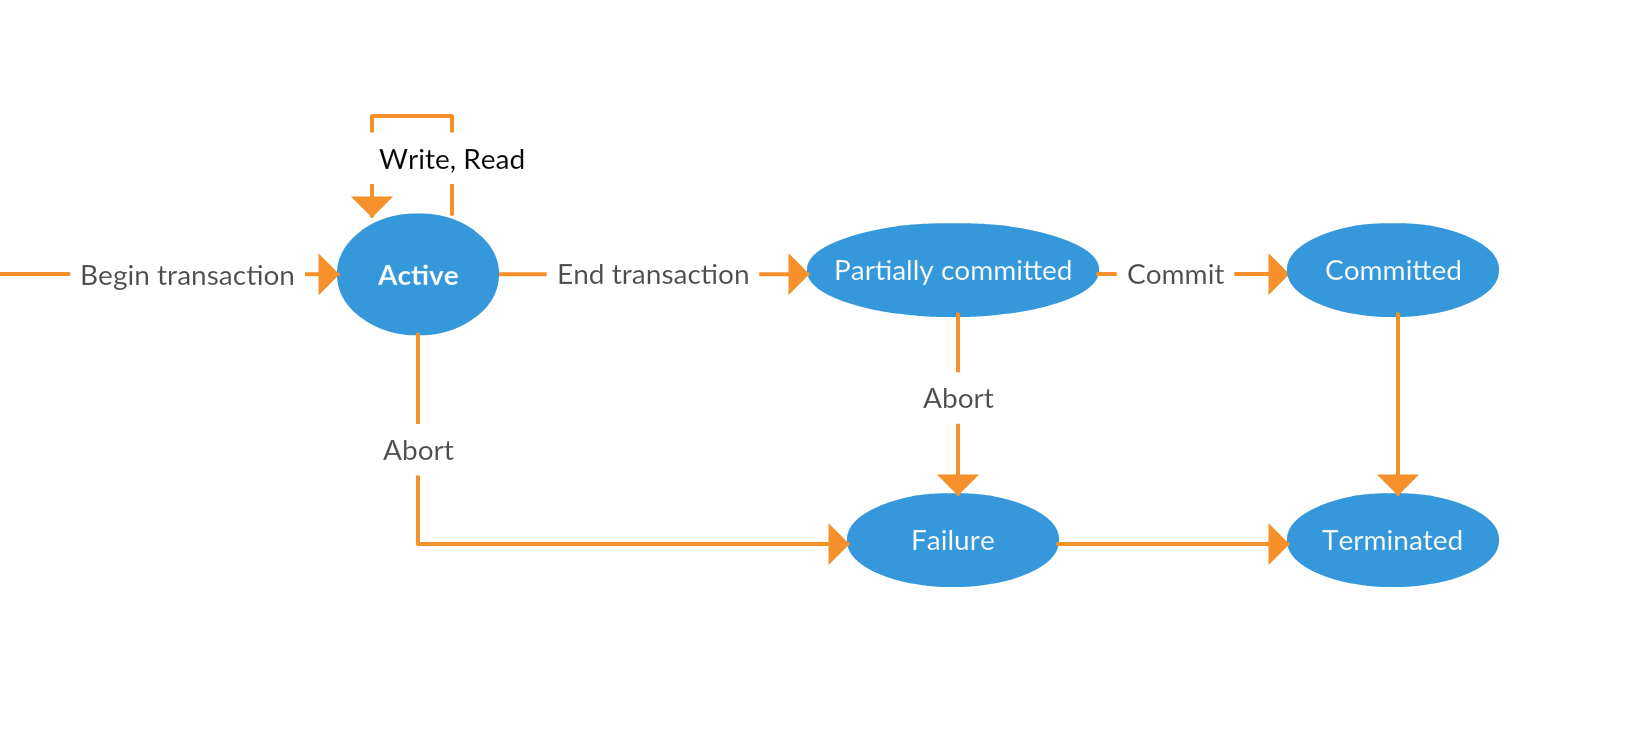 Write, Read
Begin transaction
Active
End transaction
Partially committed
Commit
Committed
Abort
Abort
Failure
Terminated